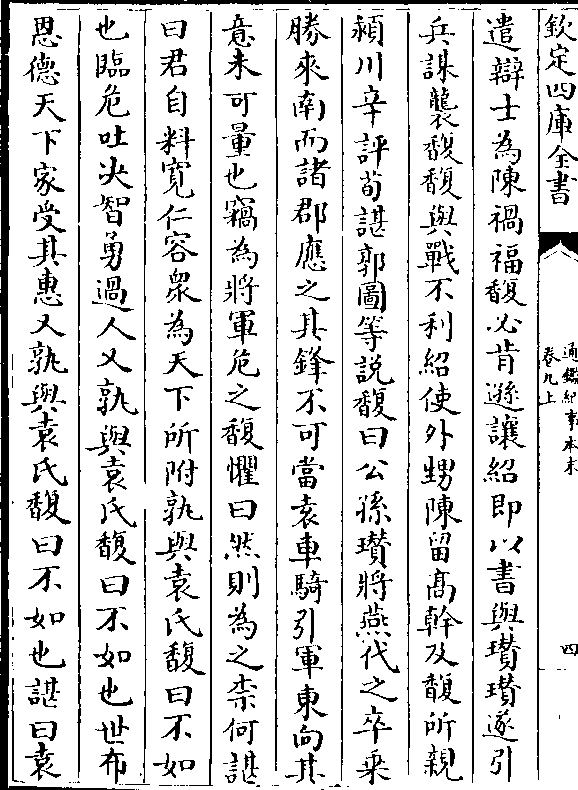 欽定四庫全書
通鑑紀事本末
卷九上
四
遣辯士為陳禍福馥必肯遜讓紹即以書與瓚瓚遂引
兵謀襲馥馥與戰不利紹使外甥陳留高幹及馥所親
潁川辛評荀諶郭圖等説馥曰公孫瓚將燕代之卒乘
勝來南而諸郡應之其鋒不可當袁車騎引軍東向其
意未可量也竊為將軍危之馥懼曰然則為之柰何諶
曰君自料寛仁容衆為天下所附孰與袁氏馥曰不如
也臨危吐决智勇過人又孰與袁氏馥曰不如也世布
恩德天下家受其惠又孰與袁氏馥曰不如也諶曰袁